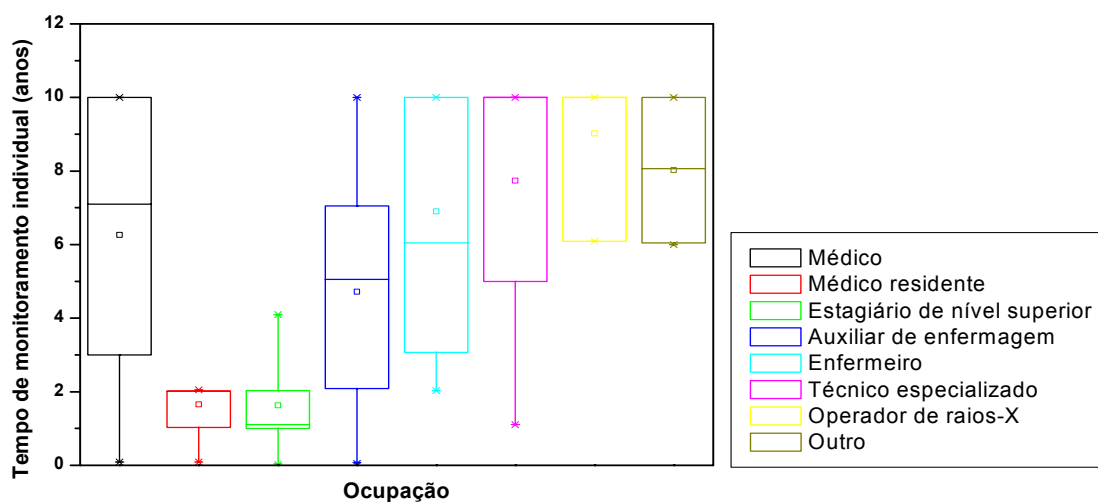 Tempo de monitoramento individual (anos)
12
10
8
6
4
2
0
Ocupação
Médico
Médico residente
Estagiário de nível superior
Auxiliar de enfermagem
Enfermeiro
Técnico especializado
Operador de raios-X
Outro